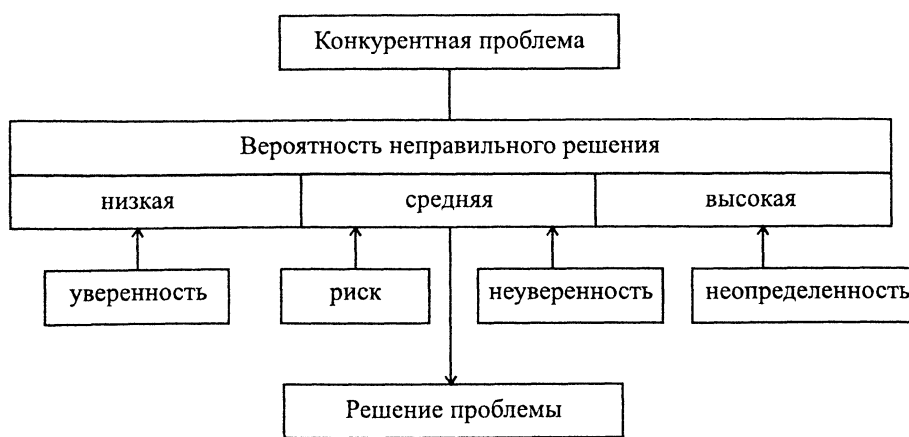 Конкурентная проблема
Вероятность неправильного решения
низкая
средняя
высокая
уверенность
риск
неуверенность
неопределенность
Решение проблемы